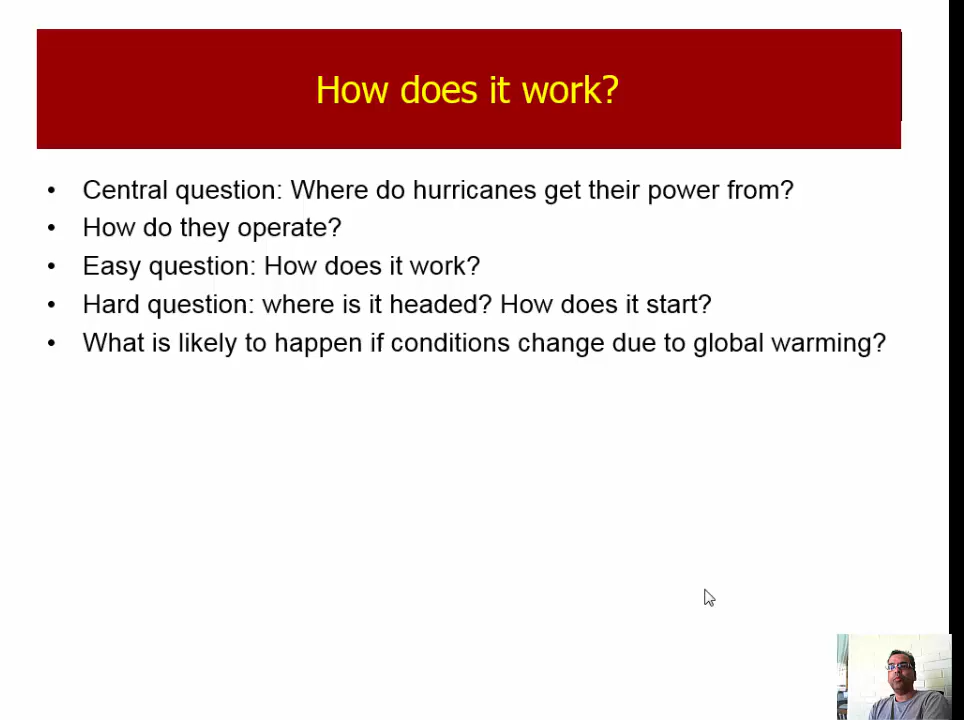 How does it work?
• Central question: Where do hurricanes get their power from?
• How do they operate?
• Easy question: How does it work?
• Hard question: where is it headed? How does it start?
• What is likely to happen if conditions change due to global warming?